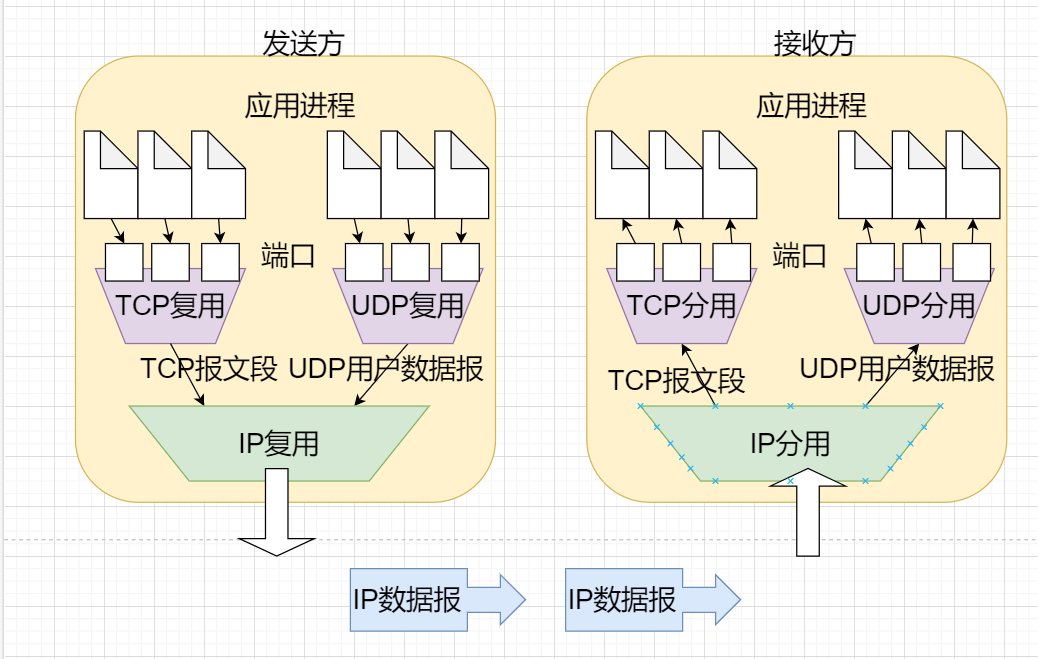 发送方
应用进程
端口
TCP复用
UDP复用
TCP报文段
UDP用户数据报
IP复用
接收方
应用进程
端口
TCP分用
UDP分用
TCP报文段
UDP用户数据报
IP分用
IP数据报
IP数据报